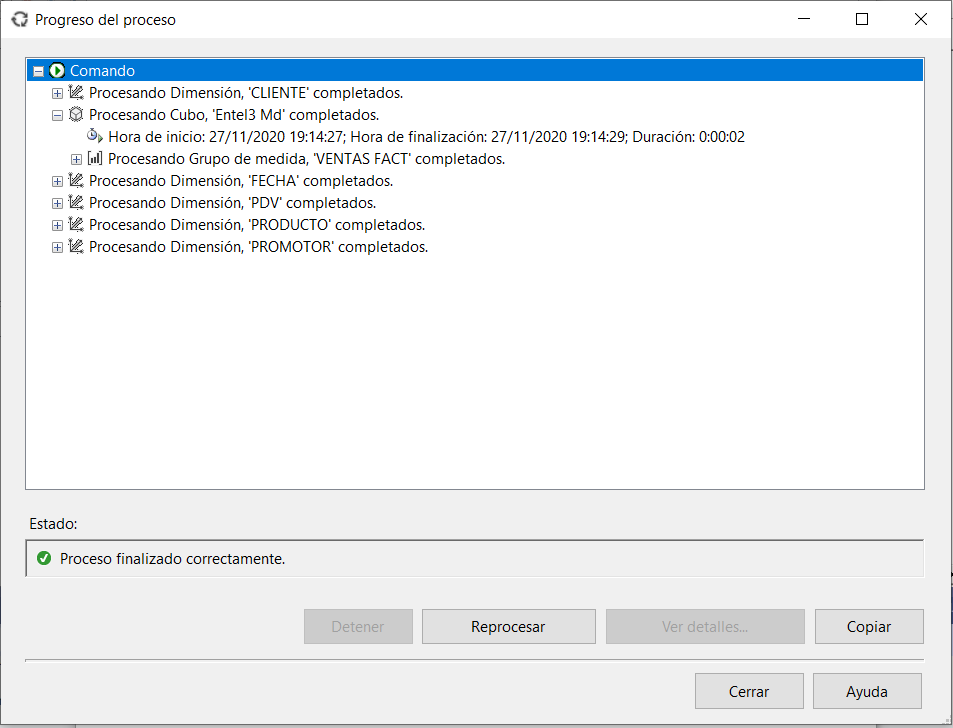 Progreso del proceso
Comando
Procesando Dimensión, 'CLIENTE' completados.
Procesando Cubo, 'Entel3 Md' completados.
Hora de inicio: 27/11/2020 19:14:27; Hora de finalización: 27/11/2020 19:14:29; Duración: 0:00:02
Procesando Grupo de medida, 'VENTAS FACT' completados.
Procesando Dimensión, 'FECHA' completados.
Procesando Dimensión, 'PDV' completados.
Procesando Dimensión, 'PRODUCTO' completados.
Procesando Dimensión, 'PROMOTOR' completados.
Estado:
Proceso finalizado correctamente.
Detener
Reprocesar
Ver detalles...
Copiar
Cerrar
Ayuda